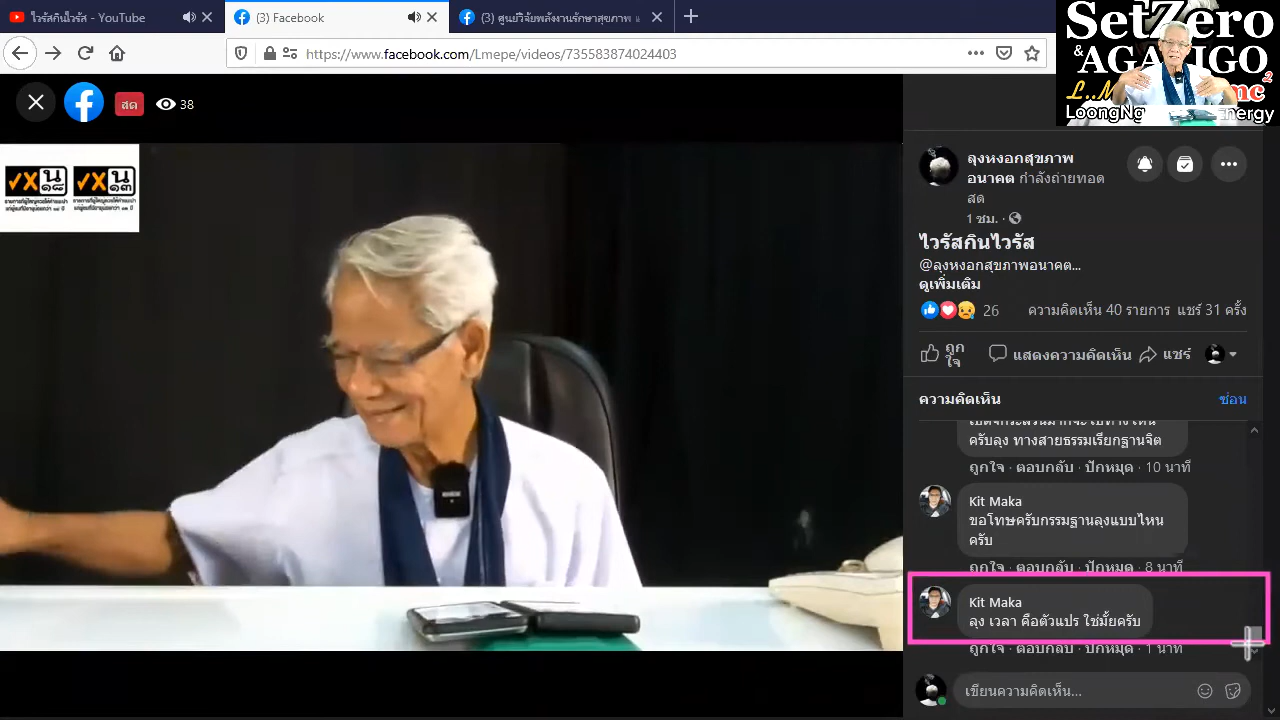 ไวรัสกินไวรัส - YouTube
(3) Facebook
(3) ศูนย์วิจัยพลังงานรักษาสุขภาพ
https://www.facebook.com/Lmepe/videos/735583874024403
SetZero
&
AGAPIGO
L..M
mc²
LoongNg
Energy
สด
38
น
๑๘
น
๑๓
ลุงหงอกสุขภาพ
อนาคต กำลังถ่ายทอด
สด
1 ชม.
ไวรัสกินไวรัส
@ลุงหงอกสุขภาพอนาคต...
ดูเพิ่มเติม
26 ความคิดเห็น 40 รายการ แชร์ 31 ครั้ง
ถูก
ใจ
แสดงความคิดเห็น
แชร์
ความคิดเห็น
ซ่อน
ครับลุง ทางสายธรรมเรียกฐานจิต
ถูกใจ · ตอบกลับ · ปักหมุด · 10 นาที
Kit Maka
ขอโทษครับกรรมฐานลุงแบบไหน
ครับ
ถูกใจ · ตอบกลับ · ปักหมุด · 8 นาที
Kit Maka
ลุง เวลา คือตัวแปร ใช่มั้ยครับ
ถูกใจ · ตอบกลับ · ปักหมุด · 1 นาที
เขียนความคิดเห็น...